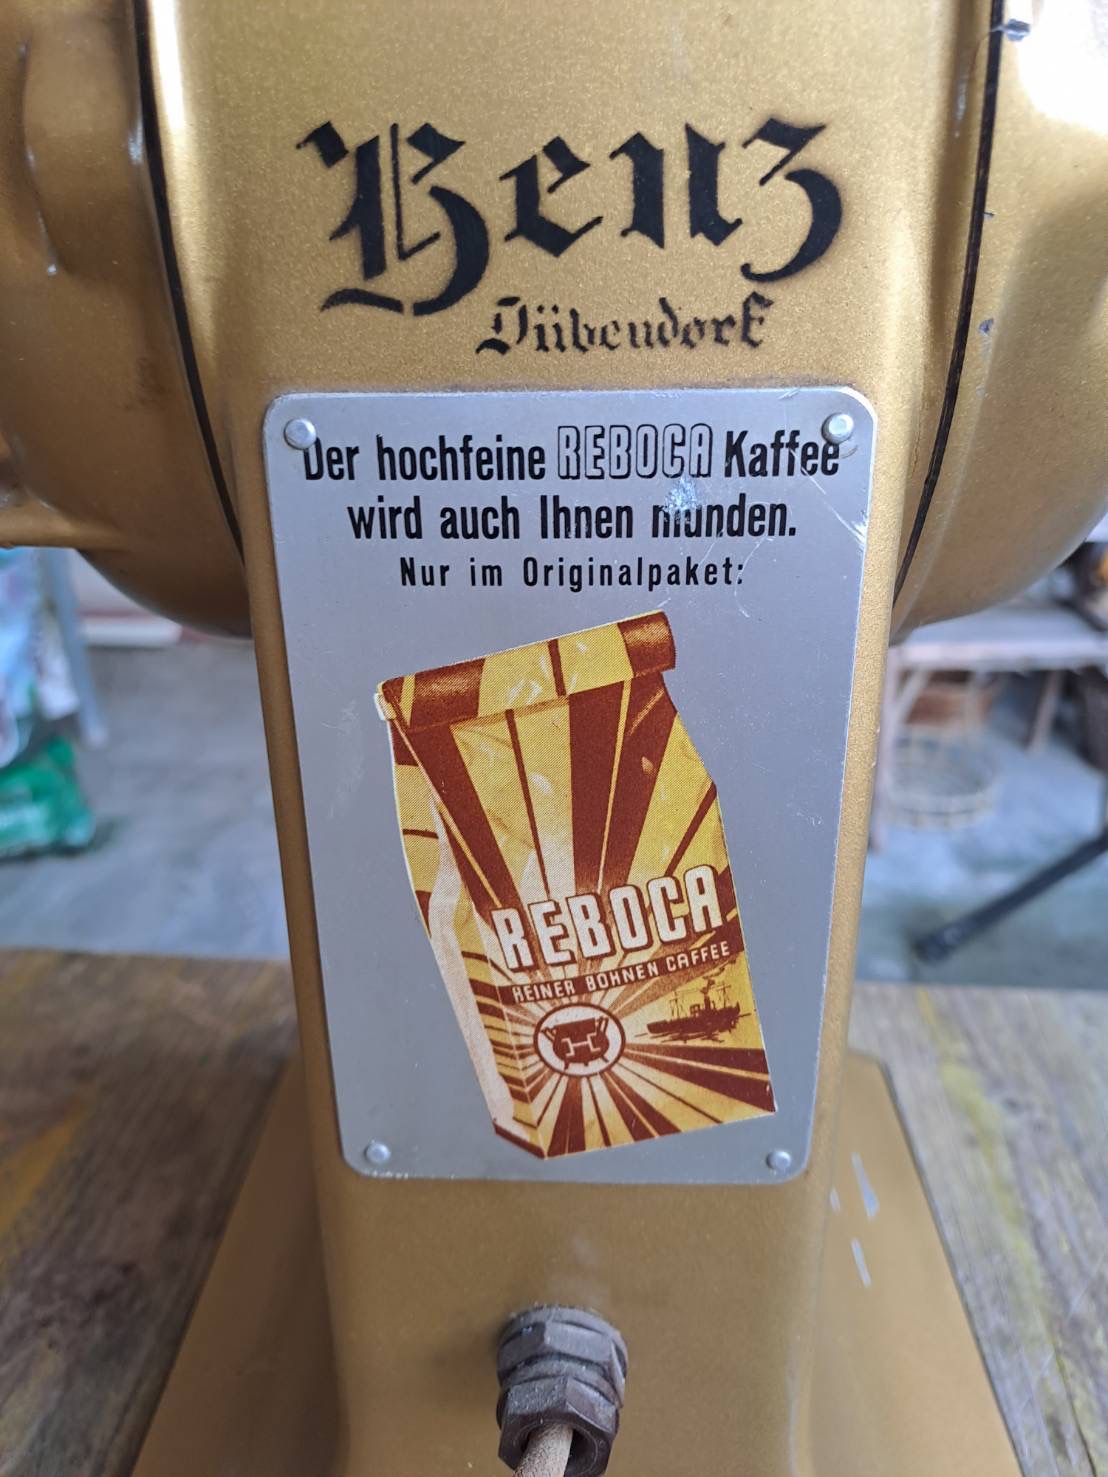 Benz
Dübendorf
Der hochfeine REBOCA Kaffee
wird auch Ihnen munden.
Nur im Originalpaket:
REBOCA
REINER BOHNEN CAFFEE
H